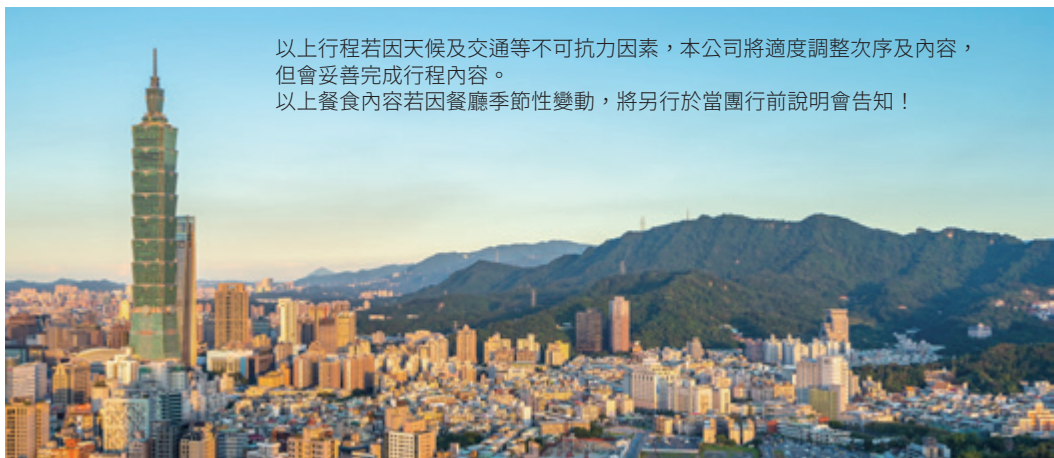 以上行程若因天候及交通等不可抗力因素，本公司將適度調整次序及內容，
但會妥善完成行程內容。
以上餐食內容若因餐廳季節性變動，將另行於當團行前說明會告知！